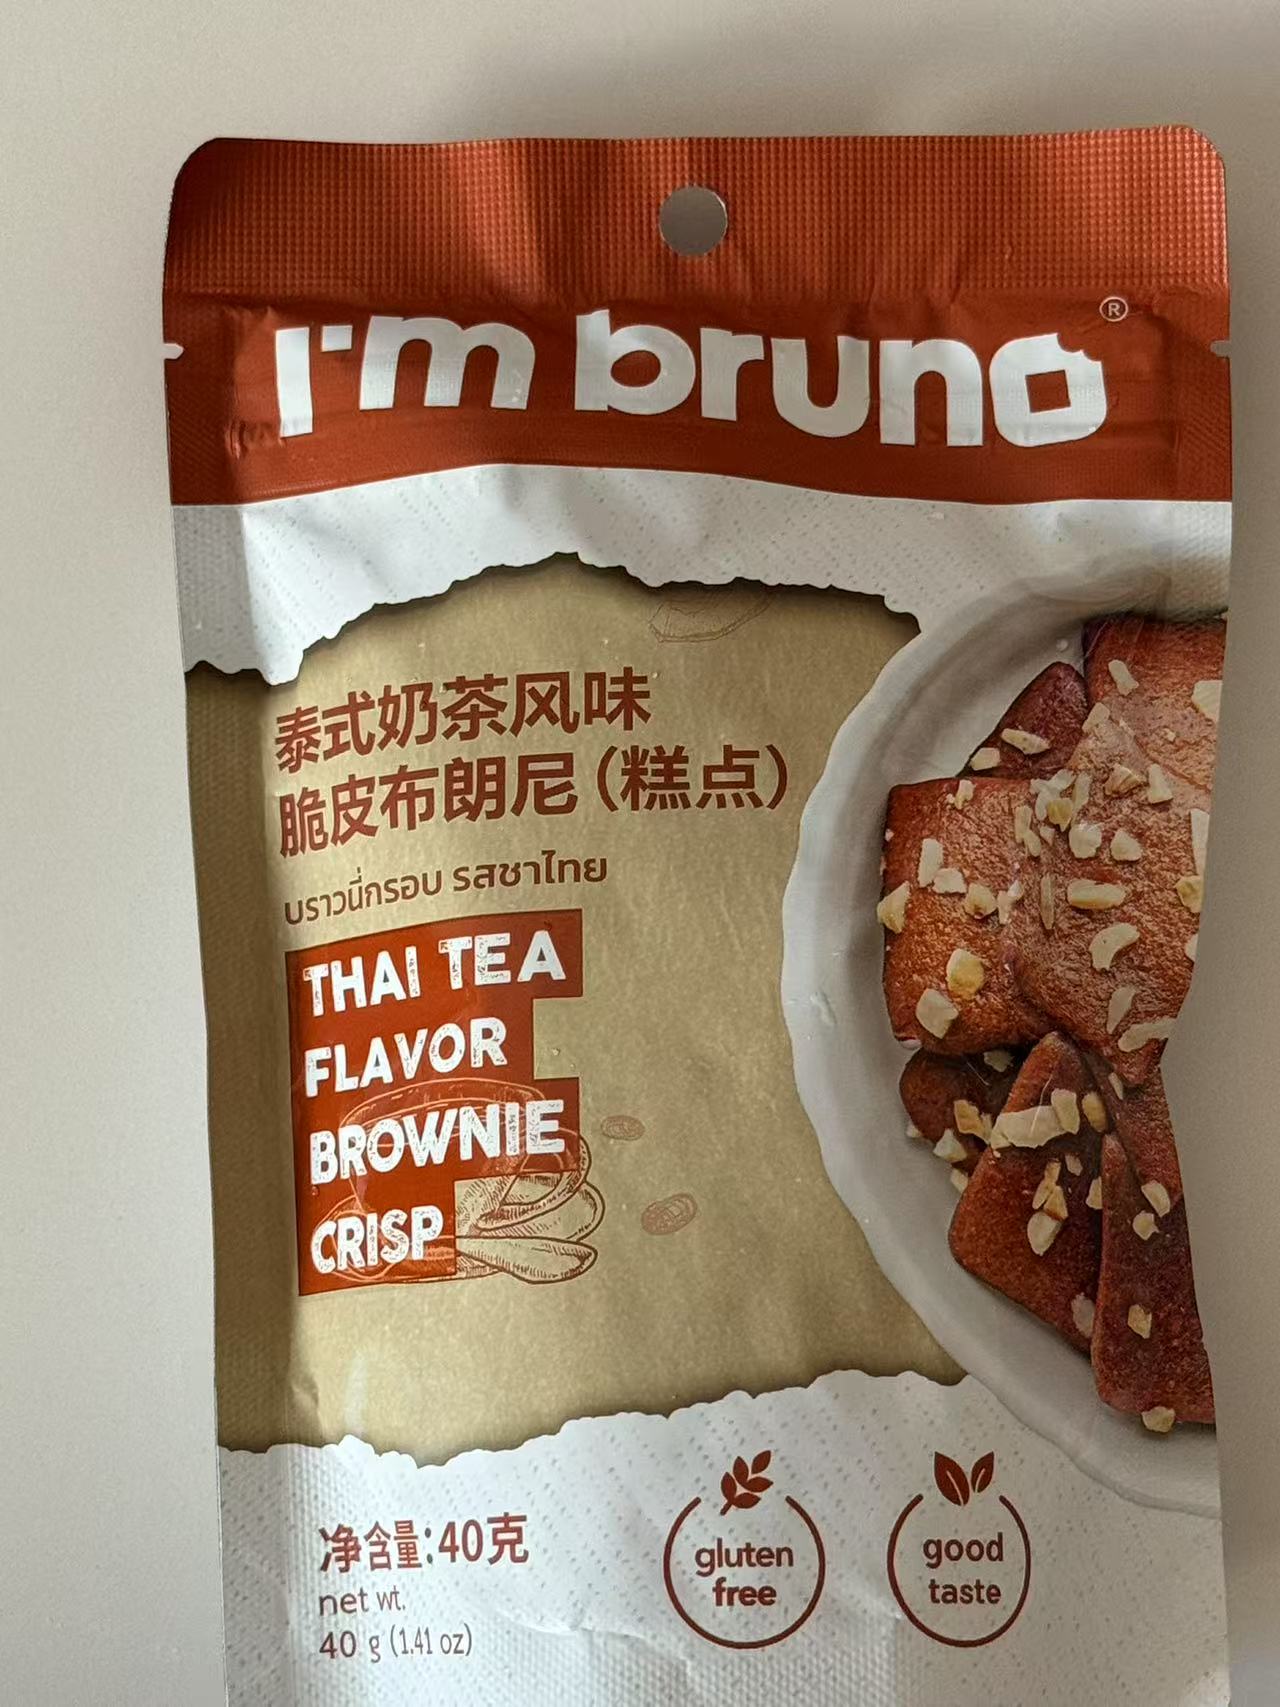 I'm bruno®
泰式奶茶风味
脆皮布朗尼（糕点）
บราวนี่กรอบ รสชาไทย
THAI TEA
FLAVOR
BROWNIE
CRISP
净含量:40克
net wt.
40 g (1.41 oz)
gluten
free
good
taste